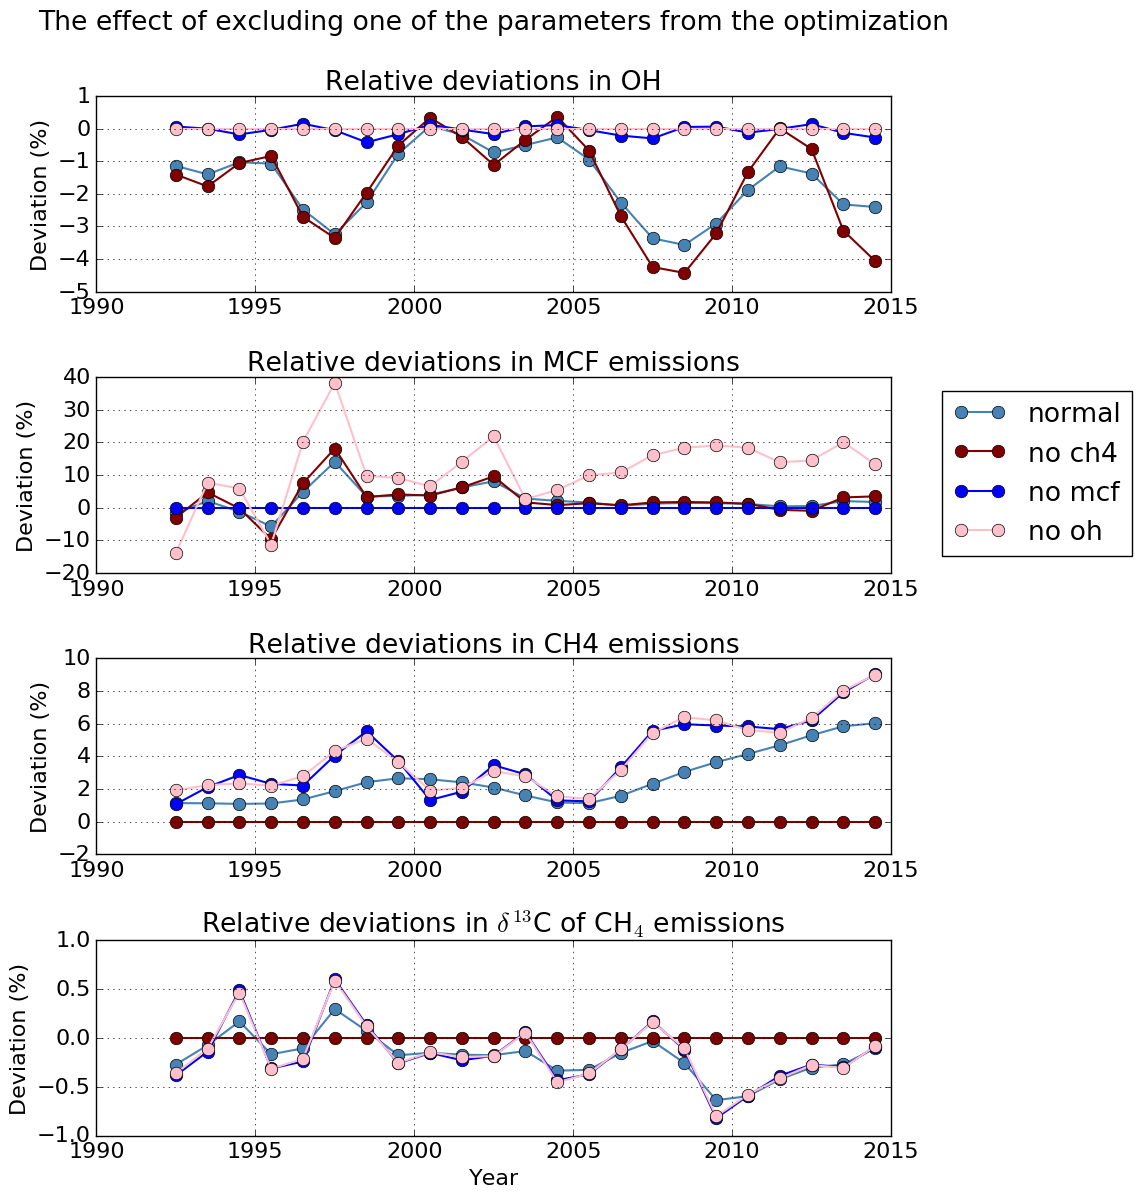 The effect of excluding one of the parameters from the optimization
Relative deviations in OH
Deviation (%)
1
0
−1
−2
−3
−4
−5
1990 1995 2000 2005 2010 2015
Relative deviations in MCF emissions
Deviation (%)
40
30
20
10
0
−10
−20
1990 1995 2000 2005 2010 2015
normal
no ch4
no mcf
no oh
Relative deviations in CH4 emissions
Deviation (%)
10
8
6
4
2
0
−2
1990 1995 2000 2005 2010 2015
Relative deviations in δ¹³C of CH₄ emissions
Deviation (%)
1.0
0.5
0.0
−0.5
−1.0
1990 1995 2000 2005 2010 2015
Year